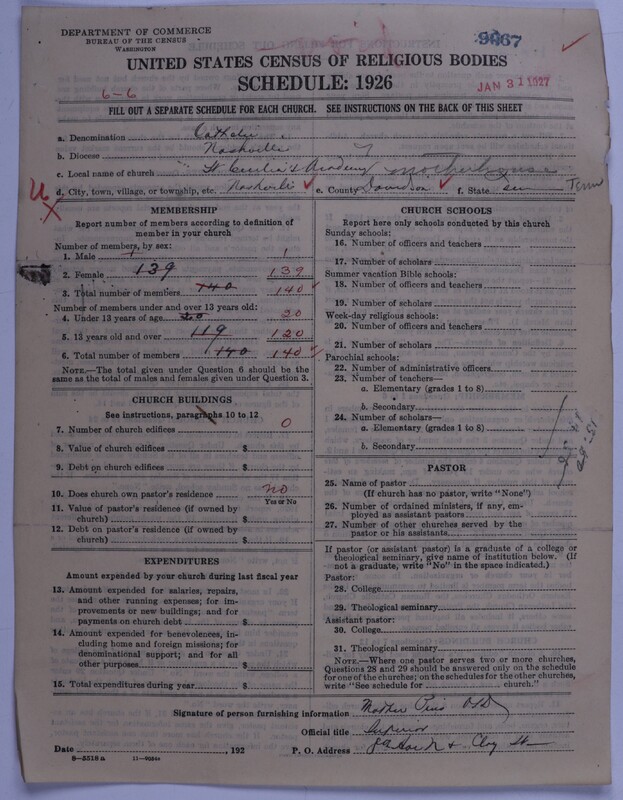 DEPARTMENT OF COMMERCE
BUREAU OF THE CENSUS
WASHINGTON
9067
UNITED STATES CENSUS OF RELIGIOUS BODIES
SCHEDULE: 1926
6-6
JAN 31 1927
FILL OUT A SEPARATE SCHEDULE FOR EACH CHURCH. SEE INSTRUCTIONS ON THE BACK OF THIS SHEET
a. Denomination Catholic
b. Diocese Nashville
c. Local name of church St Cecilia's Academy motherhouse
d. City, town, village, or township, etc. Nashville e. County Davidson f. State Tenn
MEMBERSHIP
Report number of members according to definition of
member in your church
Number of members, by sex:
1. Male 1 1
2. Female 139 139
3. Total number of members 140 140
Number of members under and over 13 years old:
4. Under 13 years of age 20 20
5. 13 years old and over 119 120
6. Total number of members 140 140
NOTE.—The total given under Question 6 should be
the same as the total of males and females given under Question 3.
CHURCH BUILDINGS
See instructions, paragraphs 10 to 12
7. Number of church edifices 0
8. Value of church edifices $
9. Debt on church edifices $
10. Does church own pastor's residence no
Yes or No
11. Value of pastor's residence (if owned by
church) $
12. Debt on pastor's residence (if owned by
church) $
EXPENDITURES
Amount expended by your church during last fiscal year
13. Amount expended for salaries, repairs,
and other running expenses; for im-
provements or new buildings; and for
payments on church debt $
14. Amount expended for benevolences, in-
cluding home and foreign missions; for
denominational support; and for all
other purposes $
15. Total expenditures during year $
CHURCH SCHOOLS
Report here only schools conducted by this church
Sunday schools:
16. Number of officers and teachers
17. Number of scholars
Summer vacation Bible schools:
18. Number of officers and teachers
19. Number of scholars
Week-day religious schools:
20. Number of officers and teachers
21. Number of scholars
Parochial schools:
22. Number of administrative officers
23. Number of teachers—
a. Elementary (grades 1 to 8)
b. Secondary
24. Number of scholars—
a. Elementary (grades 1 to 8)
b. Secondary
PASTOR
25. Name of pastor
(If church has no pastor, write "None")
26. Number of ordained ministers, if any, em-
ployed as assistant pastors
27. Number of other churches served by the
pastor or his assistants
If pastor (or assistant pastor) is a graduate of a college or
theological seminary, give name of institution below. (If
not a graduate, write "No" in the space indicated.)
Pastor:
28. College
29. Theological seminary
Assistant pastor:
30. College
31. Theological seminary
NOTE.—Where one pastor serves two or more churches,
Questions 28 and 29 should be answered only on the schedule
for one of the churches; on the schedules for the other churches,
write "See schedule for church."
Signature of person furnishing information Mother Pius O.S.D.
Official title Superior
Date , 192 P. O. Address & Clay St
8-5518 a 11-9084a